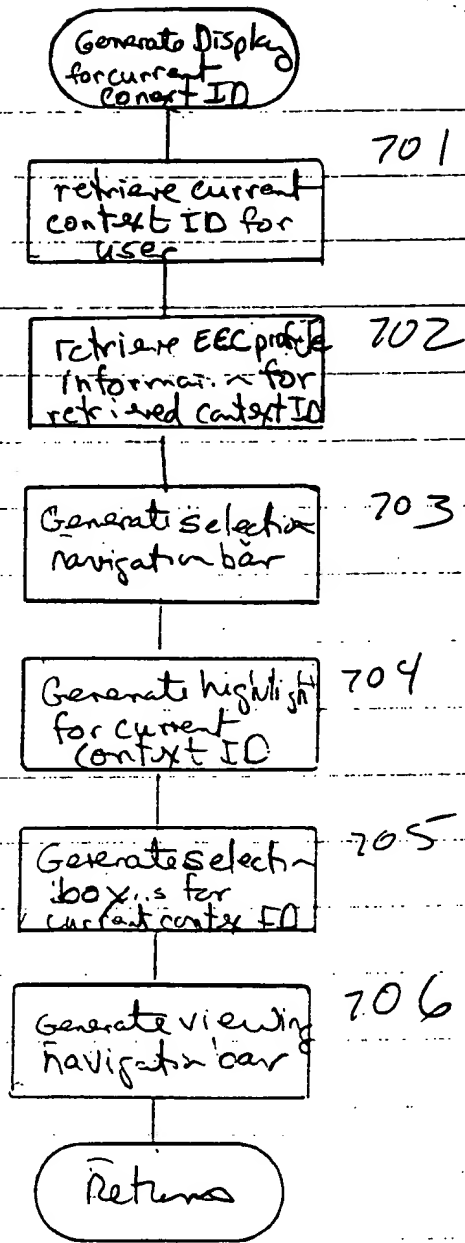 Generate Display
for current
conext ID
701
retrieve current
context ID for
user
702
retrieve EEC profile
information for
retrieved context ID
703
Generate selection
navigation bar
704
Generate highlight
for current
context ID
705
Generate selection
boxes for
current contex ID
706
Generate viewing
navigation bar
Return